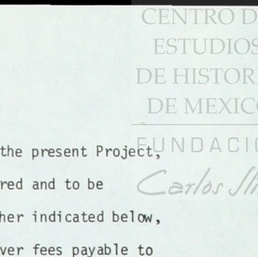 CENTRO D
ESTUDIOS
DE HISTOR
DE MEXICO
FUNDACIÓ
Carlos Sli
the present Project,
red and to be
her indicated below,
ver fees payable to